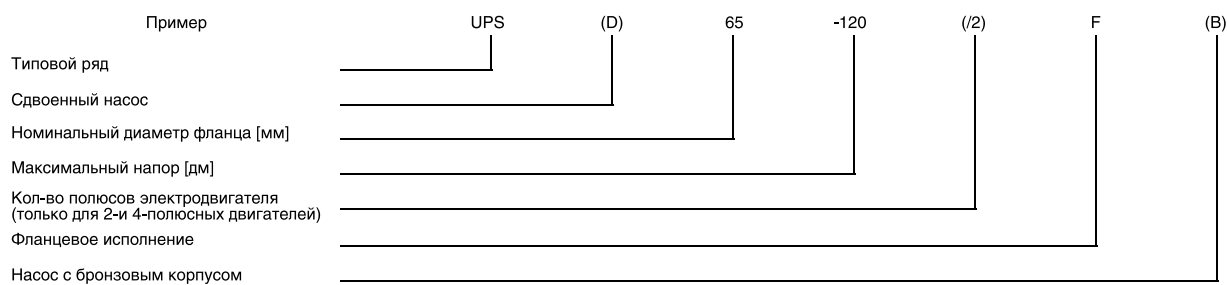 Пример UPS (D) 65 -120 (/2) F (B)
Типовой ряд
Сдвоенный насос
Номинальный диаметр фланца [мм]
Максимальный напор [дм]
Кол-во полюсов электродвигателя
(только для 2-и 4-полюсных двигателей)
Фланцевое исполнение
Насос с бронзовым корпусом